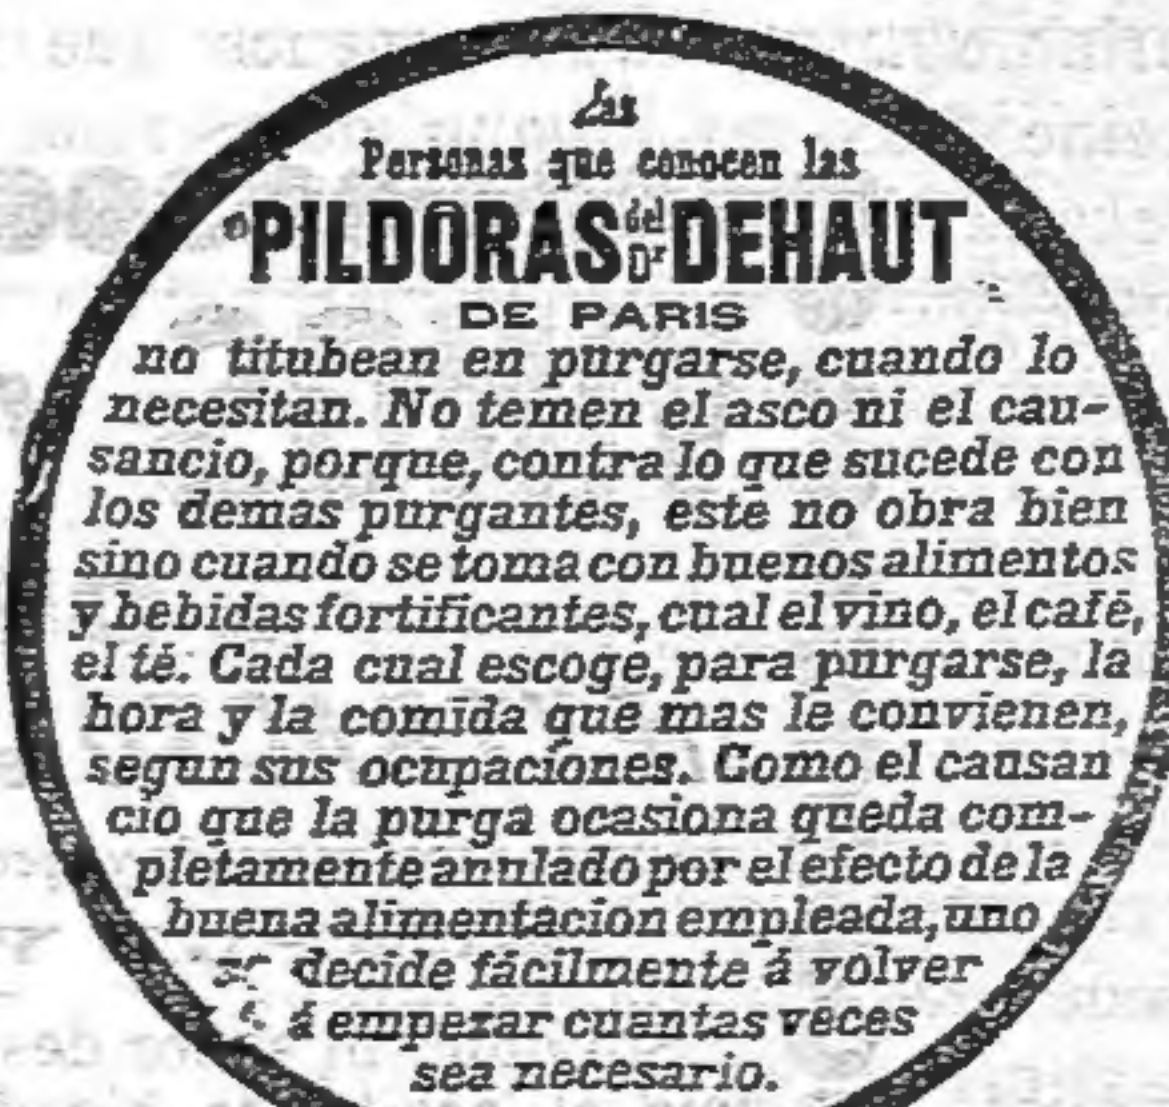 Las
Personas que conocen las
PILDORAS del Dr DEHAUT
DE PARIS
no titubean en purgarse, cuando lo
necesitan. No temen el asco ni el cau-
sancio, porque, contra lo que sucede con
los demas purgantes, este no obra bien
sino cuando se toma con buenos alimentos
y bebidas fortificantes, cual el vino, el café,
el té. Cada cual escoge, para purgarse, la
hora y la comida que mas le convienen,
segun sus ocupaciones. Como el causan
cio que la purga ocasiona queda com-
pletamente anulado por el efecto de la
buena alimentacion empleada, uno
se decide fácilmente á volver
á empezar cuantas veces
sea necesario.